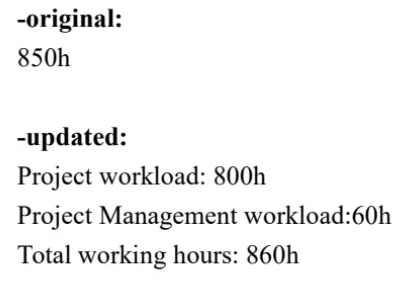 -original:
850h
-updated:
Project workload: 800h
Project Management workload:60h
Total working hours: 860h